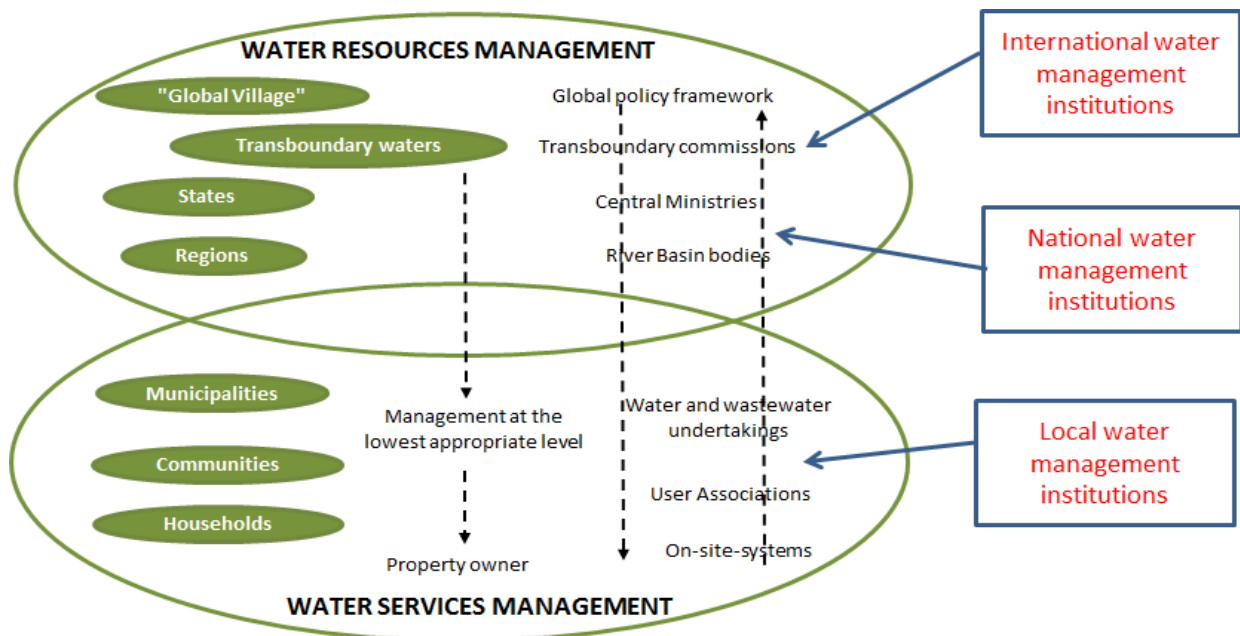 WATER RESOURCES MANAGEMENT
"Global Village"
Transboundary waters
States
Regions
Global policy framework
Transboundary commissions
Central Ministries
River Basin bodies
International water
management
institutions
National water
management
institutions
Municipalities
Communities
Households
Management at the
lowest appropriate level
Property owner
Water and wastewater
undertakings
User Associations
On-site-systems
Local water
management
institutions
WATER SERVICES MANAGEMENT